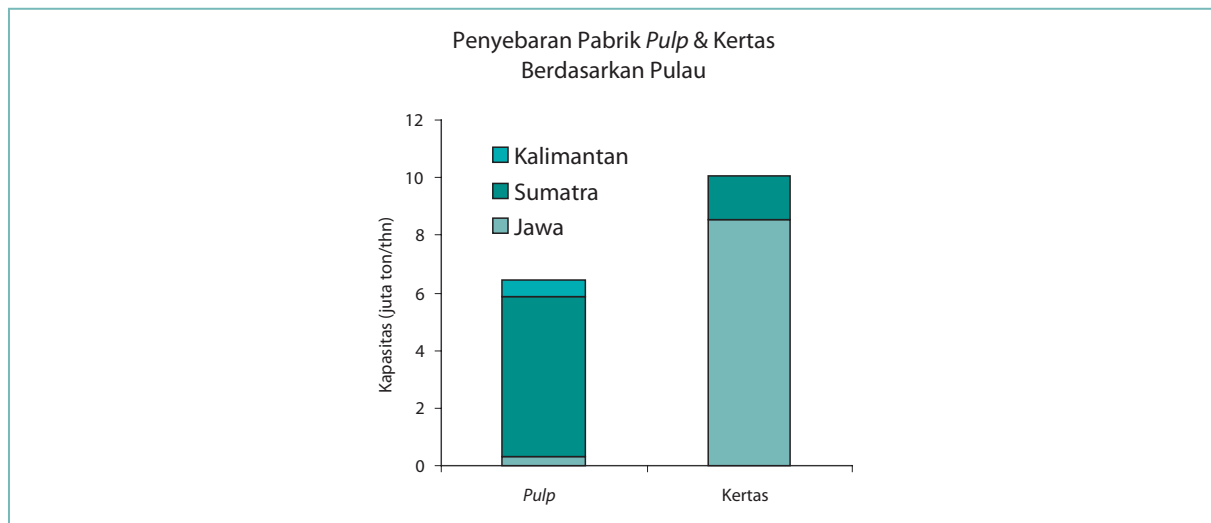 Penyebaran Pabrik Pulp & Kertas
Berdasarkan Pulau
Kapasitas (juta ton/thn)
12
10
8
6
4
2
0
Kalimantan
Sumatra
Jawa
Pulp
Kertas